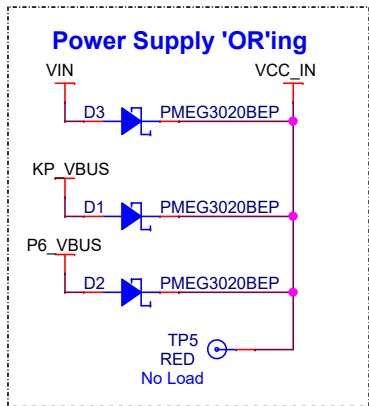 Power Supply 'OR'ing
VIN
VCC_IN
D3
PMEG3020BEP
KP_VBUS
D1
PMEG3020BEP
P6_VBUS
D2
PMEG3020BEP
TP5
RED
No Load